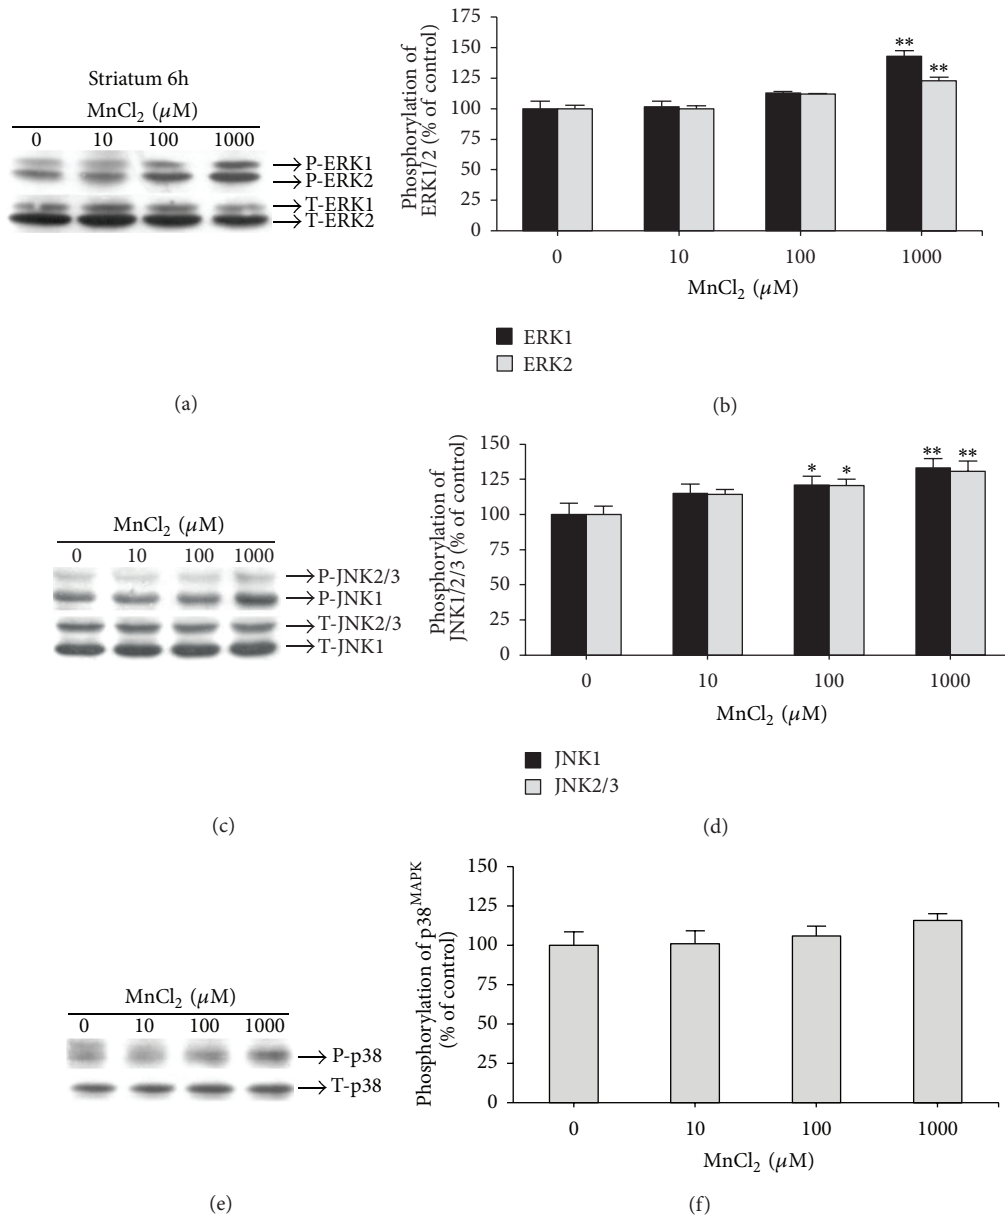 Striatum 6h
MnCl2 (μM)
0 10 100 1000
P-ERK1
P-ERK2
T-ERK1
T-ERK2
(a)
Phosphorylation of
ERK1/2 (% of control)
175
150
125
100
75
50
25
0
** **
0 10 100 1000
MnCl2 (μM)
ERK1
ERK2
(b)
MnCl2 (μM)
0 10 100 1000
P-JNK2/3
P-JNK1
T-JNK2/3
T-JNK1
(c)
Phosphorylation of
JNK1/2/3 (% of control)
150
125
100
75
50
25
0
* * ** **
0 10 100 1000
MnCl2 (μM)
JNK1
JNK2/3
(d)
MnCl2 (μM)
0 10 100 1000
P-p38
T-p38
(e)
Phosphorylation of p38MAPK
(% of control)
150
125
100
75
50
25
0
0 10 100 1000
MnCl2 (μM)
(f)